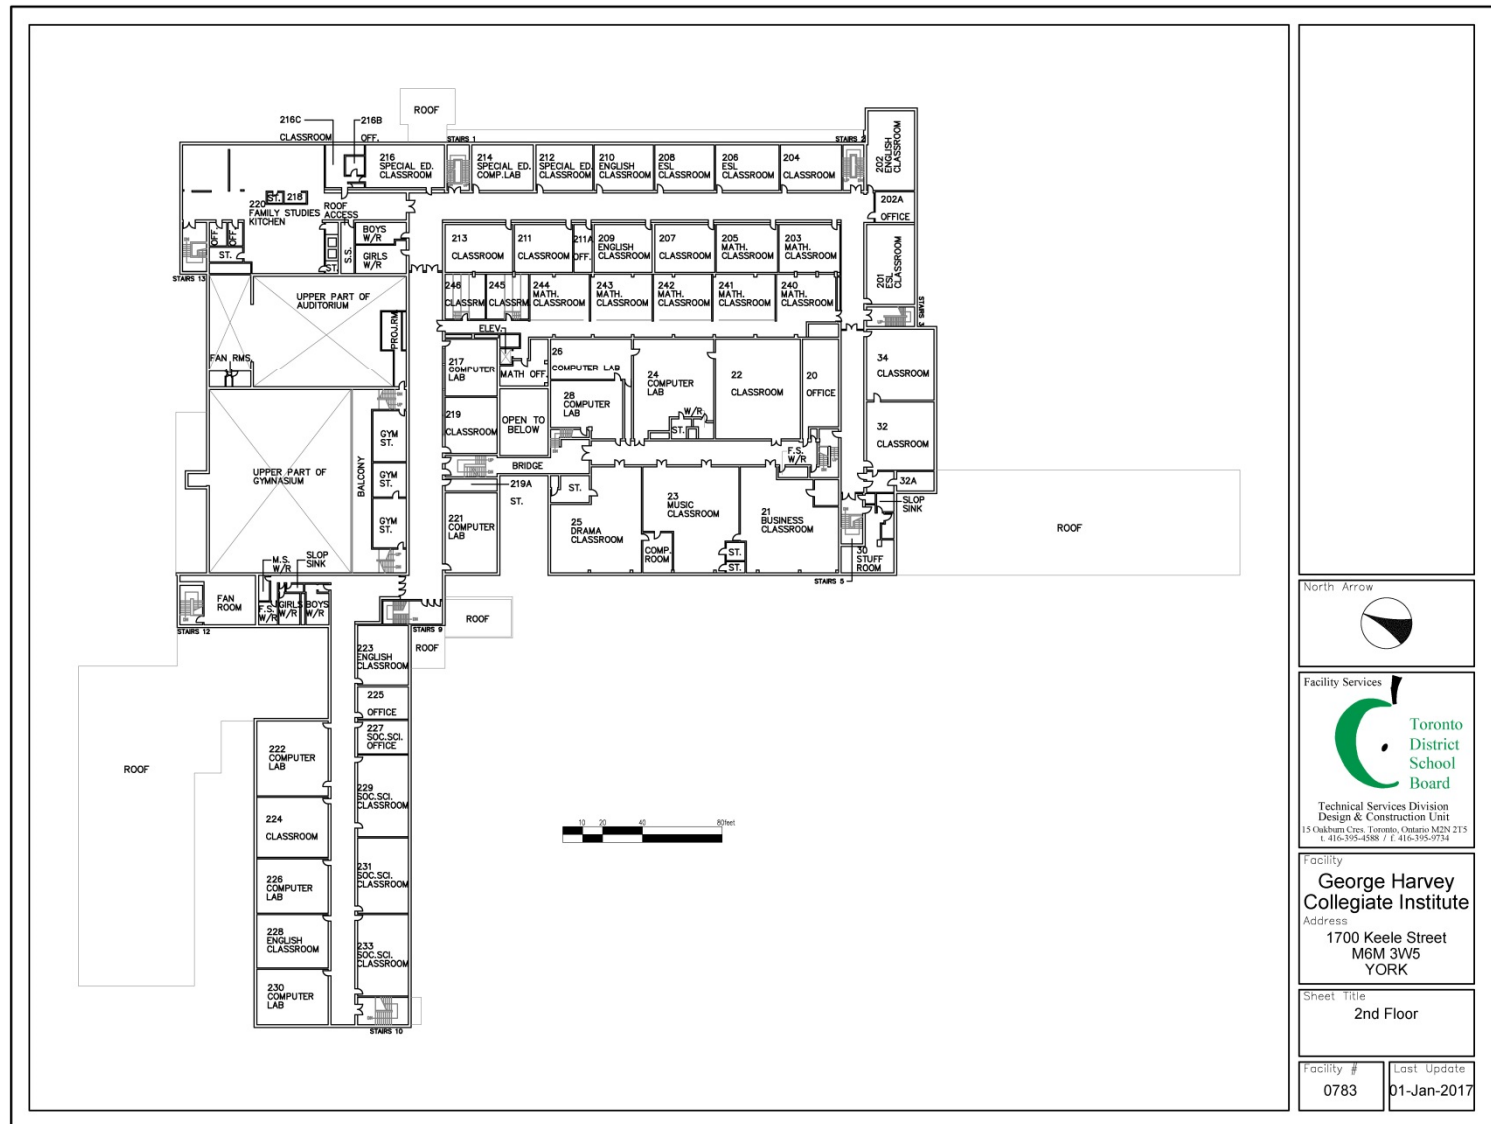 ROOF
216C
CLASSROOM
216B
OFF.
STAIRS 1
STAIRS 2
216
SPECIAL ED.
CLASSROOM
214
SPECIAL ED.
COMP.LAB
212
SPECIAL ED.
CLASSROOM
210
ENGLISH
CLASSROOM
208
ESL
CLASSROOM
206
ESL
CLASSROOM
204
CLASSROOM
202
ENGLISH
CLASSROOM
202A
OFFICE
ST.
218
220
FAMILY STUDIES
KITCHEN
ROOF
ACCESS
OFF
OFF
ST.
ST.
S.S.
BOYS
W/R
GIRLS
W/R
STAIRS 13
213
CLASSROOM
211
CLASSROOM
211A
OFF.
209
ENGLISH
CLASSROOM
207
CLASSROOM
205
MATH.
CLASSROOM
203
MATH.
CLASSROOM
201
ESL
CLASSROOM
STAIRS 3
246
CLASSRM
245
CLASSRM
244
MATH.
CLASSROOM
243
MATH.
CLASSROOM
242
MATH.
CLASSROOM
241
MATH.
CLASSROOM
240
MATH.
CLASSROOM
UPPER PART OF
AUDITORIUM
PROJ.RM
FAN RMS
ELEV.
217
COMPUTER
LAB
MATH OFF.
26
COMPUTER LAB
24
COMPUTER
LAB
22
CLASSROOM
20
OFFICE
34
CLASSROOM
28
COMPUTER
LAB
W/R
ST.
219
CLASSROOM
OPEN TO
BELOW
32
CLASSROOM
GYM
ST.
GYM
ST.
GYM
ST.
BALCONY
UPPER PART OF
GYMNASIUM
BRIDGE
F.S.
W/R
219A
ST.
ST.
32A
SLOP
SINK
221
COMPUTER
LAB
25
DRAMA
CLASSROOM
23
MUSIC
CLASSROOM
COMP.
ROOM
21
BUSINESS
CLASSROOM
ST.
ST.
30
STUFF
ROOM
STAIRS 5
ROOF
M.S.
W/R
SLOP
SINK
FAN
ROOM
F.S.
W/R
GIRLS
W/R
BOYS
W/R
STAIRS 12
STAIRS 9
ROOF
ROOF
223
ENGLISH
CLASSROOM
225
OFFICE
227
SOC.SCI.
OFFICE
222
COMPUTER
LAB
229
SOC.SCI.
CLASSROOM
ROOF
224
CLASSROOM
226
COMPUTER
LAB
231
SOC.SCI.
CLASSROOM
228
ENGLISH
CLASSROOM
233
SOC.SCI.
CLASSROOM
230
COMPUTER
LAB
STAIRS 10
10 20 40 80feet
North Arrow
Facility Services
Toronto
District
School
Board
Technical Services Division
Design & Construction Unit
15 Oakburn Cres. Toronto, Ontario M2N 2T5
t. 416-395-4588 / f. 416-395-9734
Facility
George Harvey
Collegiate Institute
Address
1700 Keele Street
M6M 3W5
YORK
Sheet Title
2nd Floor
Facility #
0783
Last Update
01-Jan-2017